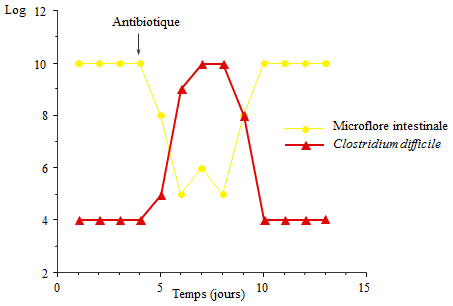 Log
12
Antibiotique
10
8
Microflore intestinale
Clostridium difficile
6
4
2
0
5
10
15
Temps (jours)